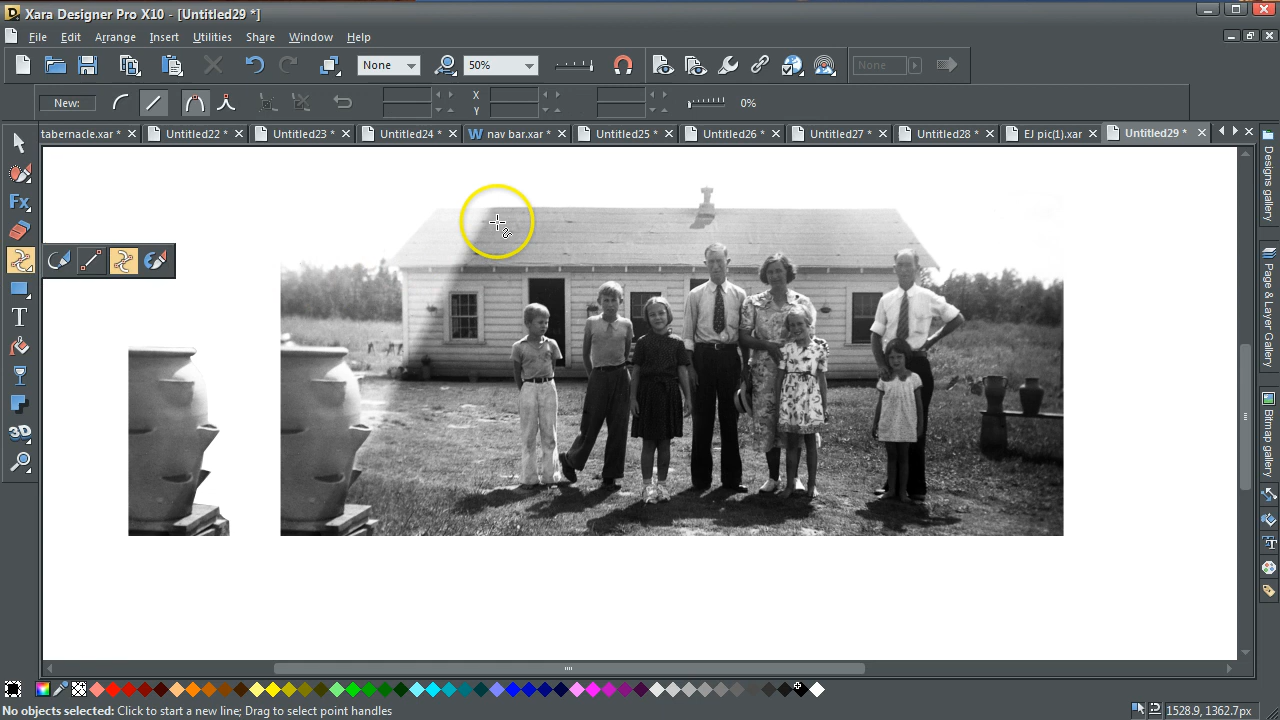 Xara Designer Pro X10 - [Untitled29 *]
File Edit Arrange Insert Utilities Share Window Help
None 50% None
New: X Y 0%
tabernacle.xar * Untitled22 * Untitled23 * Untitled24 * nav bar.xar * Untitled25 * Untitled26 * Untitled27 * Untitled28 * EJ pic(1).xar Untitled29 *
Fx
T
3D
Designs gallery
Page & Layer Gallery
Bitmap gallery
No objects selected: Click to start a new line; Drag to select point handles
1528.9, 1362.7px